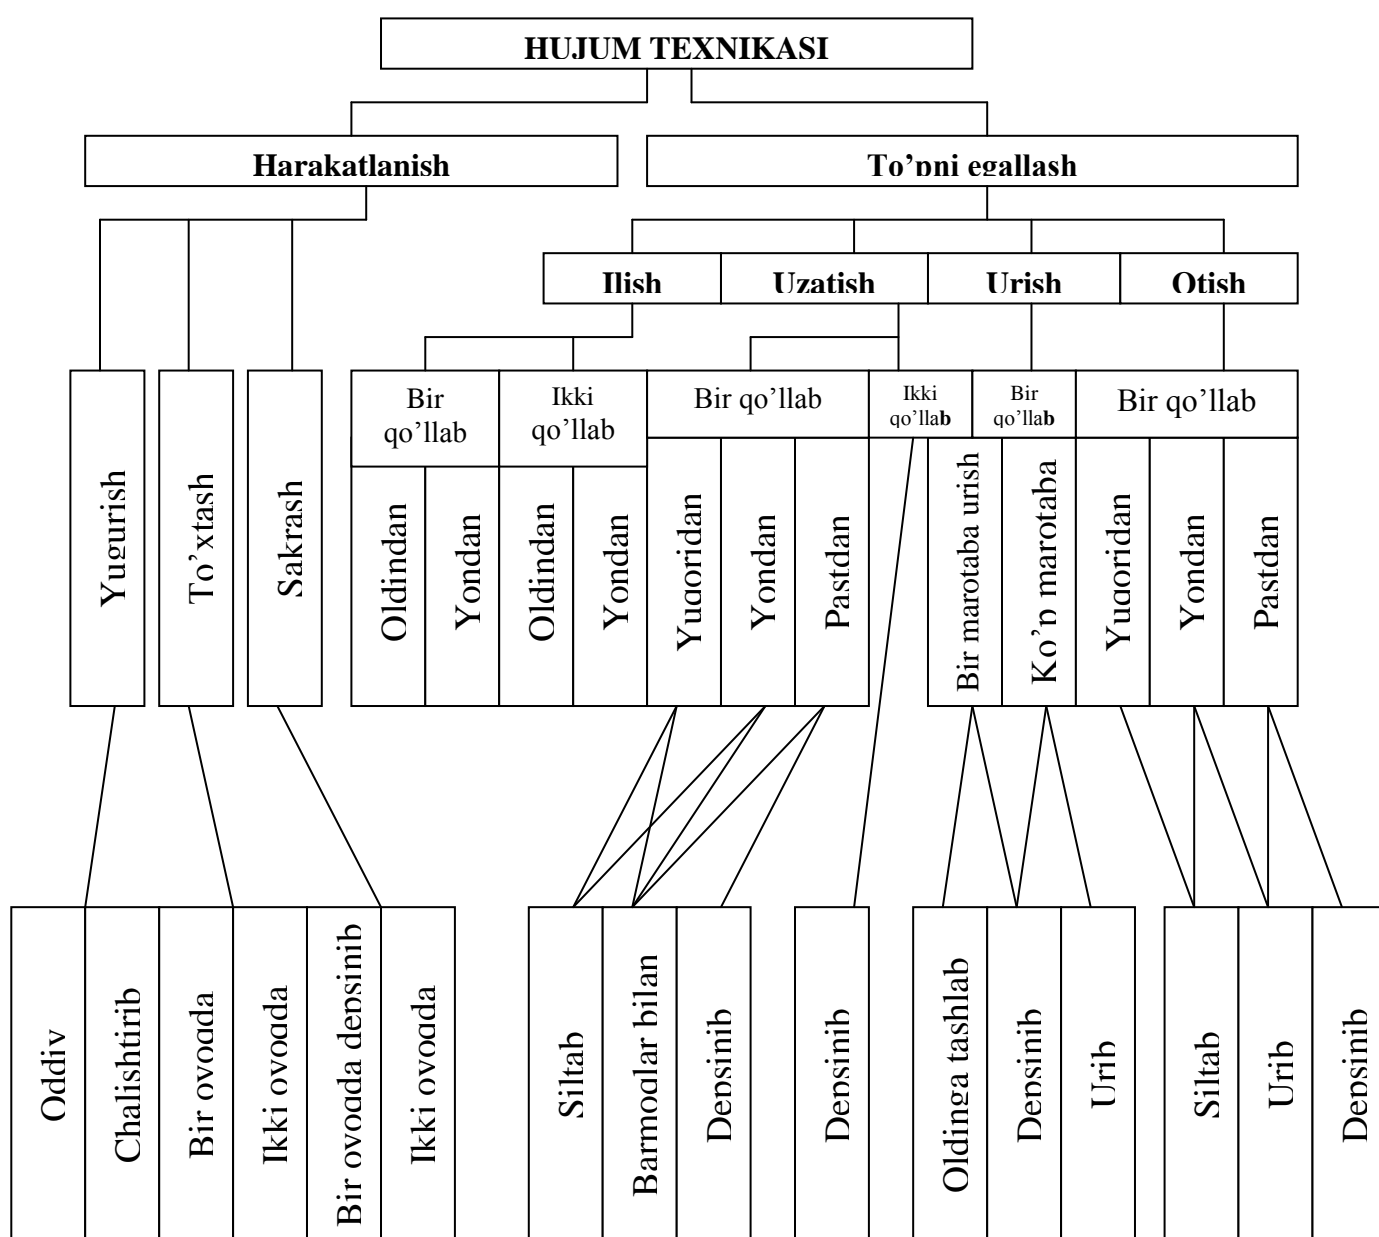 HUJUM TEXNIKASI
Harakatlanish
To’pni egallash
Ilish
Uzatish
Urish
Otish
Bir
qo’llab
Ikki
qo’llab
Bir qo’llab
Ikki
qo’llab
Bir
qo’llab
Bir qo’llab
Yugurish
To’xtash
Sakrash
Oldindan
Yondan
Oldindan
Yondan
Yuqoridan
Yondan
Pastdan
Bir marotaba urish
Ko’p marotaba
Yuqoridan
Yondan
Pastdan
Oddiy
Chalishtirib
Bir oyoqda
Ikki oyoqda
Bir oyoqda depsinib
Ikki oyoqda
Siltab
Barmoqlar bilan
Depsinib
Depsinib
Oldinga tashlab
Depsinib
Urib
Siltab
Urib
Depsinib